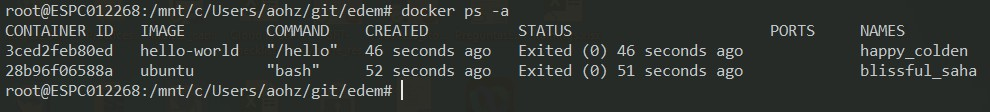 root@ESPC012268:/mnt/c/Users/aohz/git/edem# docker ps -a
CONTAINER ID   IMAGE         COMMAND    CREATED          STATUS                      PORTS     NAMES
3ced2feb80ed   hello-world   "/hello"   46 seconds ago   Exited (0) 46 seconds ago             happy_colden
28b96f06588a   ubuntu        "bash"     52 seconds ago   Exited (0) 51 seconds ago             blissful_saha
root@ESPC012268:/mnt/c/Users/aohz/git/edem#